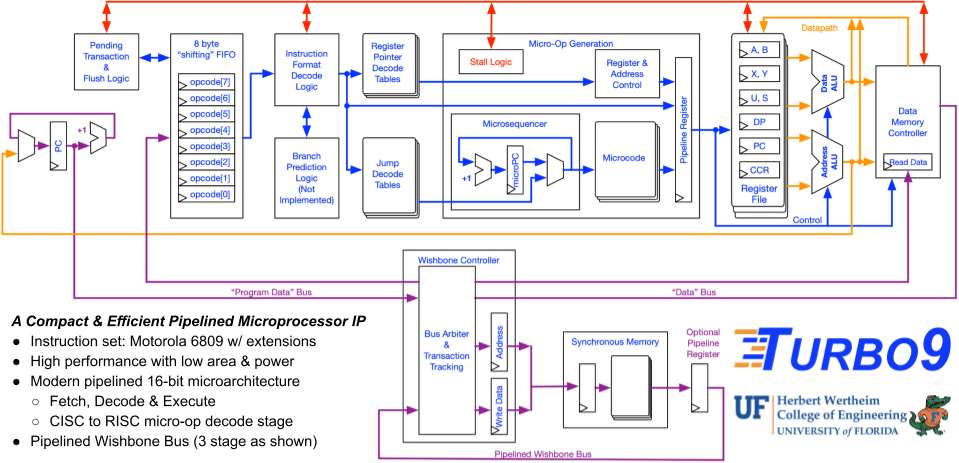 Pending
Transaction
&
Flush Logic
8 byte
“shifting” FIFO
opcode[7]
opcode[6]
opcode[5]
opcode[4]
opcode[3]
opcode[2]
opcode[1]
opcode[0]
Instruction
Format
Decode
Logic
Branch
Prediction
Logic
(Not
Implemented)
Register
Pointer
Decode
Tables
Jump
Decode
Tables
Micro-Op Generation
Stall Logic
Register &
Address
Control
Microsequencer
+1
microPC
Microcode
Pipeline Register
Datapath
A, B
X, Y
U, S
DP
PC
CCR
Register
File
Data
ALU
Address
ALU
Data
Memory
Controller
Read Data
Control
PC
+1
“Program Data” Bus
“Data” Bus
Wishbone Controller
Bus Arbiter
&
Transaction
Tracking
Address
Write Data
Synchronous Memory
Optional
Pipeline
Register
Pipelined Wishbone Bus
A Compact & Efficient Pipelined Microprocessor IP
● Instruction set: Motorola 6809 w/ extensions
● High performance with low area & power
● Modern pipelined 16-bit microarchitecture
○ Fetch, Decode & Execute
○ CISC to RISC micro-op decode stage
● Pipelined Wishbone Bus (3 stage as shown)
TURBO9
UF
Herbert Wertheim
College of Engineering
UNIVERSITY of FLORIDA